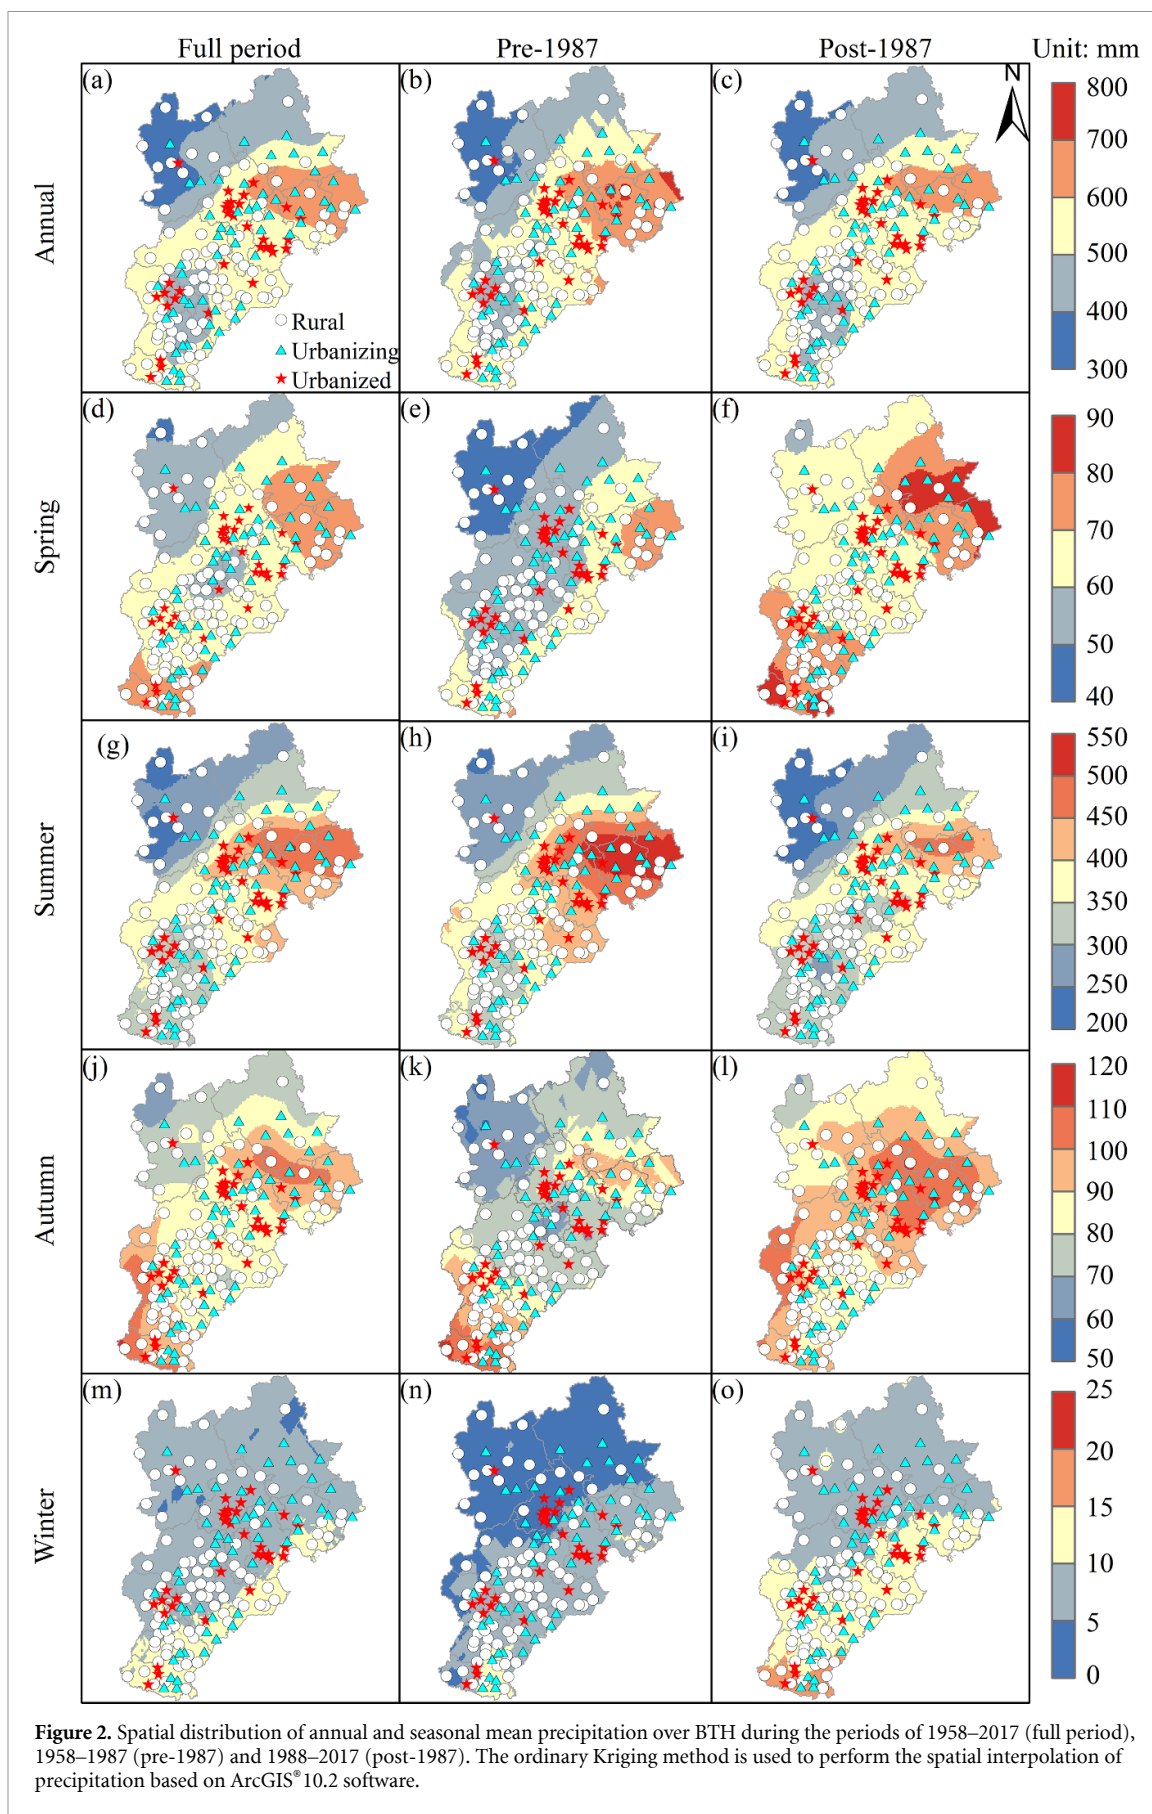 Full period
Pre-1987
Post-1987
Unit: mm
N
Annual
(a)
(b)
(c)
Rural
Urbanizing
Urbanized
800
700
600
500
400
300
Spring
(d)
(e)
(f)
90
80
70
60
50
40
Summer
(g)
(h)
(i)
550
500
450
400
350
300
250
200
Autumn
(j)
(k)
(l)
120
110
100
90
80
70
60
50
Winter
(m)
(n)
(o)
25
20
15
10
5
0
Figure 2. Spatial distribution of annual and seasonal mean precipitation over BTH during the periods of 1958–2017 (full period),
1958–1987 (pre-1987) and 1988–2017 (post-1987). The ordinary Kriging method is used to perform the spatial interpolation of
precipitation based on ArcGIS®10.2 software.